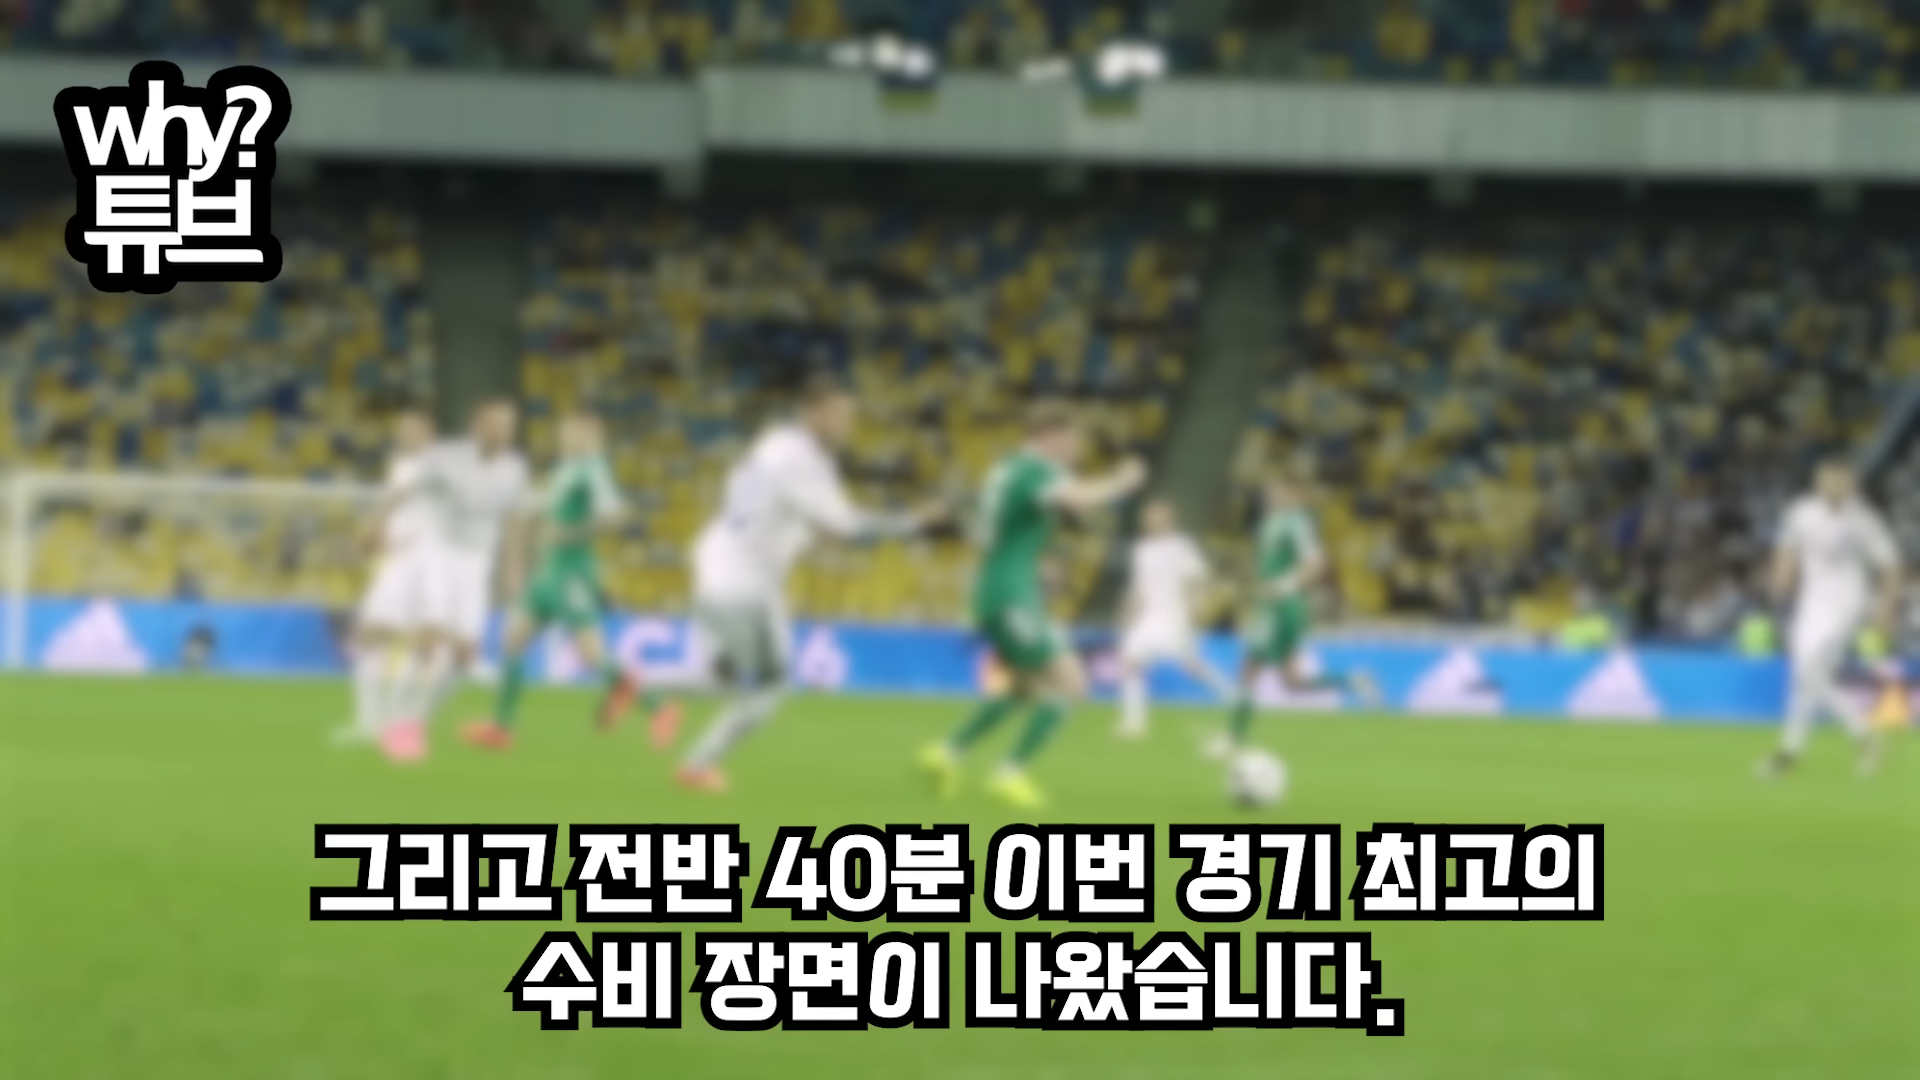 why?
튜브
그리고 전반 40분 이번 경기 최고의
수비 장면이 나왔습니다.